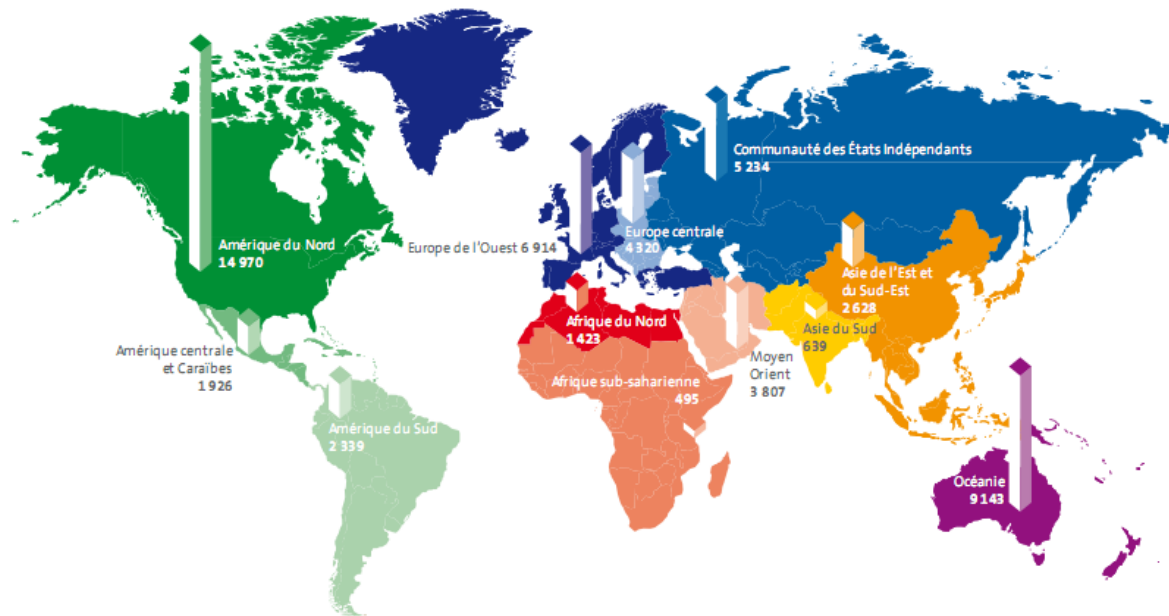 Communauté des États Indépendants
5 234
Amérique du Nord
14 970
Europe de l'Ouest 6 914
Europe centrale
4 320
Asie de l'Est et
du Sud-Est
2 628
Afrique du Nord
1 423
Asie du Sud
639
Amérique centrale
et Caraïbes
1 926
Moyen
Orient
3 807
Afrique sub-saharienne
495
Amérique du Sud
2 339
Océanie
9 143